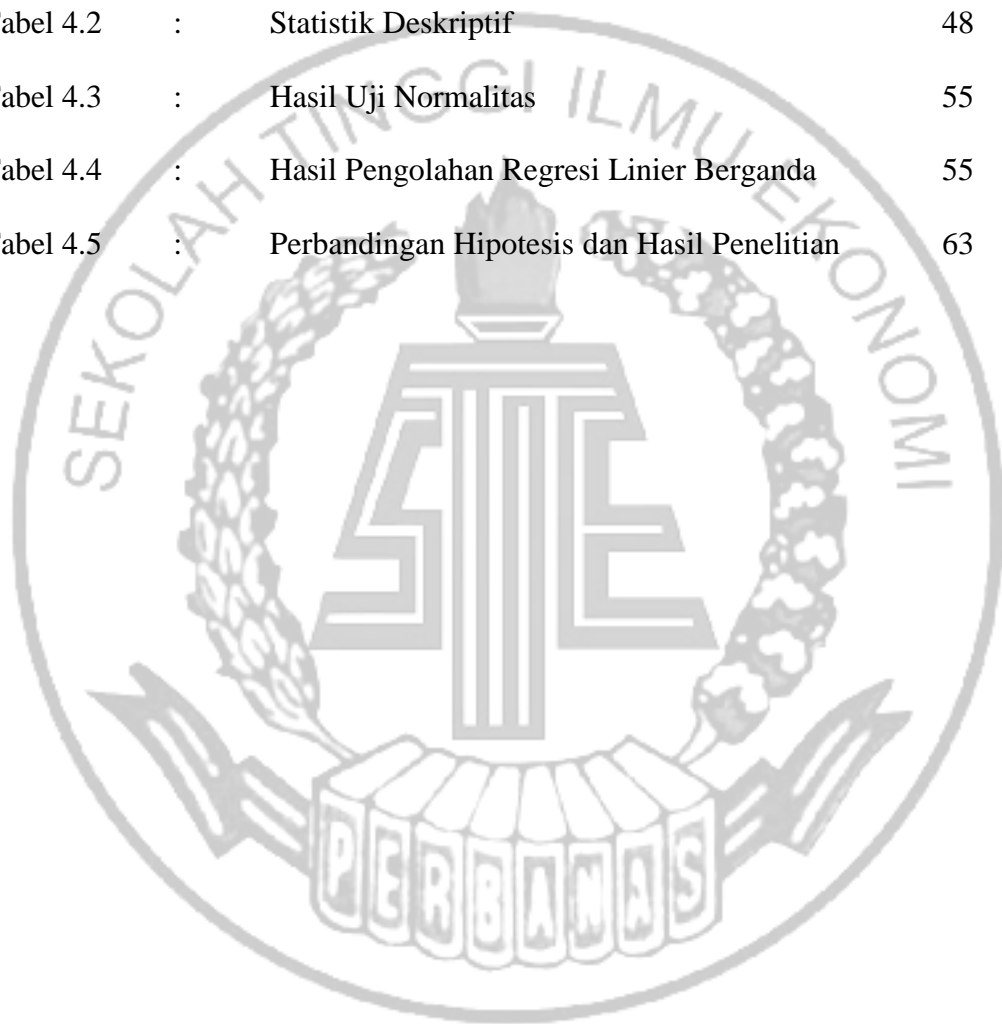 abel 4.2 : Statistik Deskriptif 48
abel 4.3 : Hasil Uji Normalitas 55
abel 4.4 : Hasil Pengolahan Regresi Linier Berganda 55
abel 4.5 : Perbandingan Hipotesis dan Hasil Penelitian 63
SEKOLAH TINGGI ILMU EKONOMI
STIE
PERBANAS